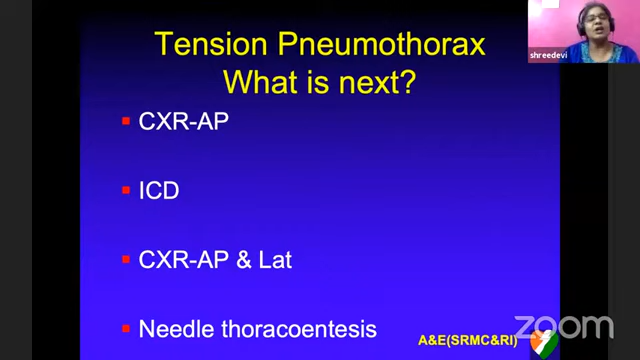 Tension Pneumothorax
What is next?
CXR-AP
ICD
CXR-AP & Lat
Needle thoracoentesis
A&E(SRMC&RI)
zoom
shreedevi